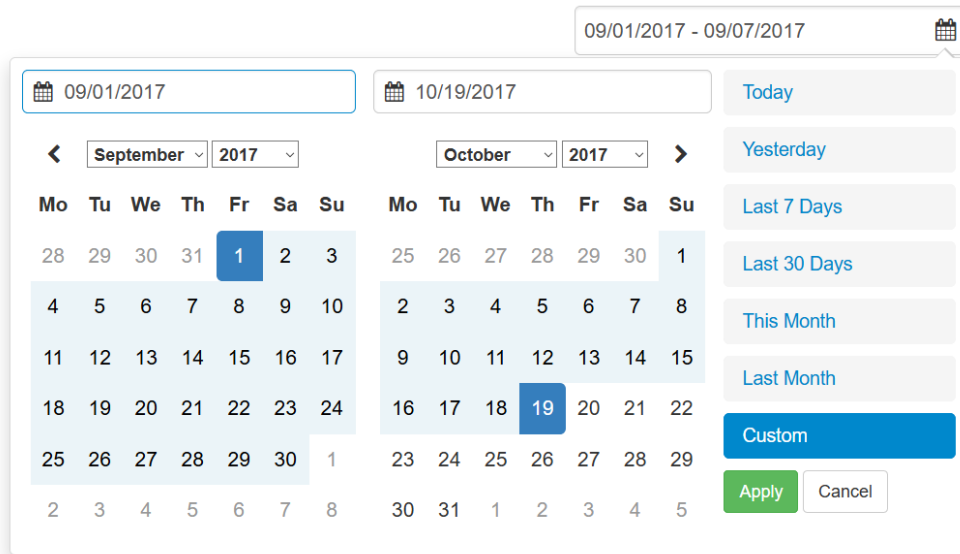 09/01/2017 - 09/07/2017
09/01/2017
10/19/2017
September 2017
Mo Tu We Th Fr Sa Su
28 29 30 31 1 2 3
4 5 6 7 8 9 10
11 12 13 14 15 16 17
18 19 20 21 22 23 24
25 26 27 28 29 30 1
2 3 4 5 6 7 8
October 2017
Mo Tu We Th Fr Sa Su
25 26 27 28 29 30 1
2 3 4 5 6 7 8
9 10 11 12 13 14 15
16 17 18 19 20 21 22
23 24 25 26 27 28 29
30 31 1 2 3 4 5
Today
Yesterday
Last 7 Days
Last 30 Days
This Month
Last Month
Custom
Apply Cancel